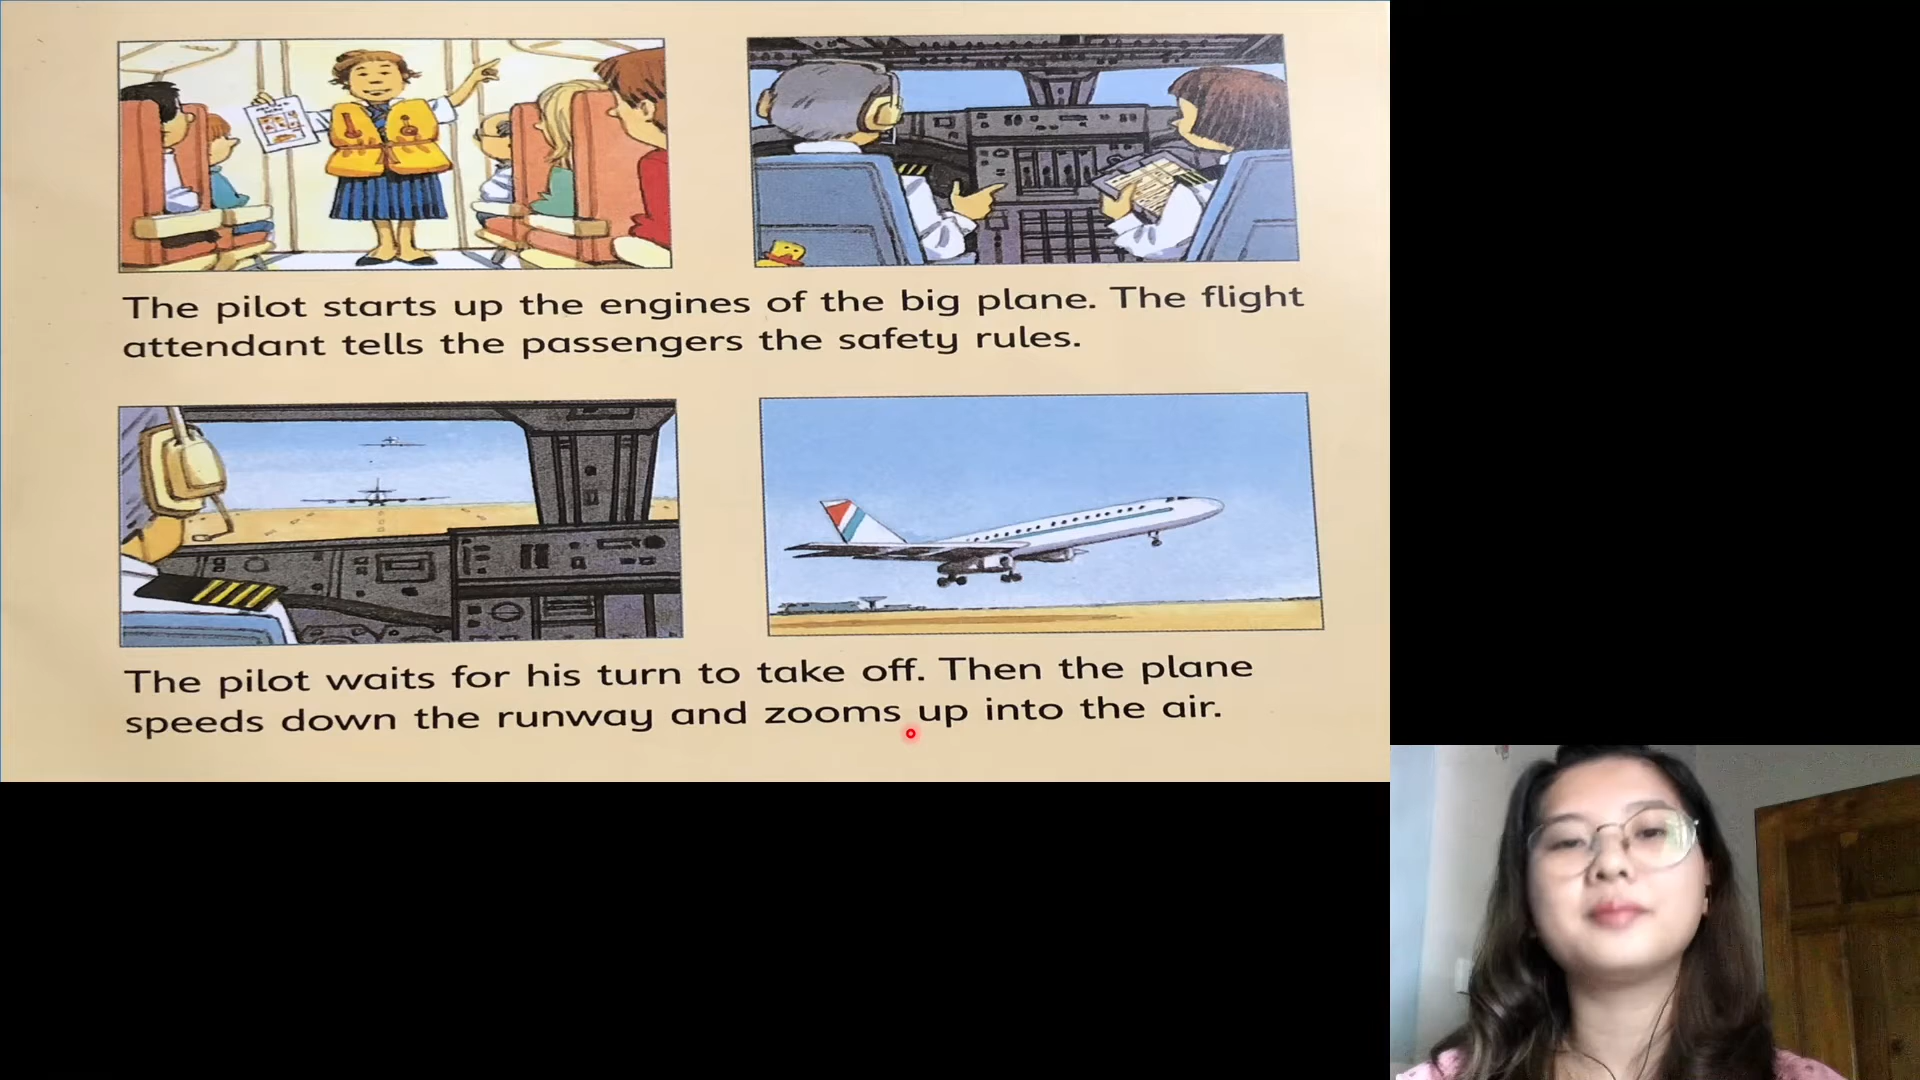 The pilot starts up the engines of the big plane. The flight
attendant tells the passengers the safety rules.
The pilot waits for his turn to take off. Then the plane
speeds down the runway and zooms up into the air.